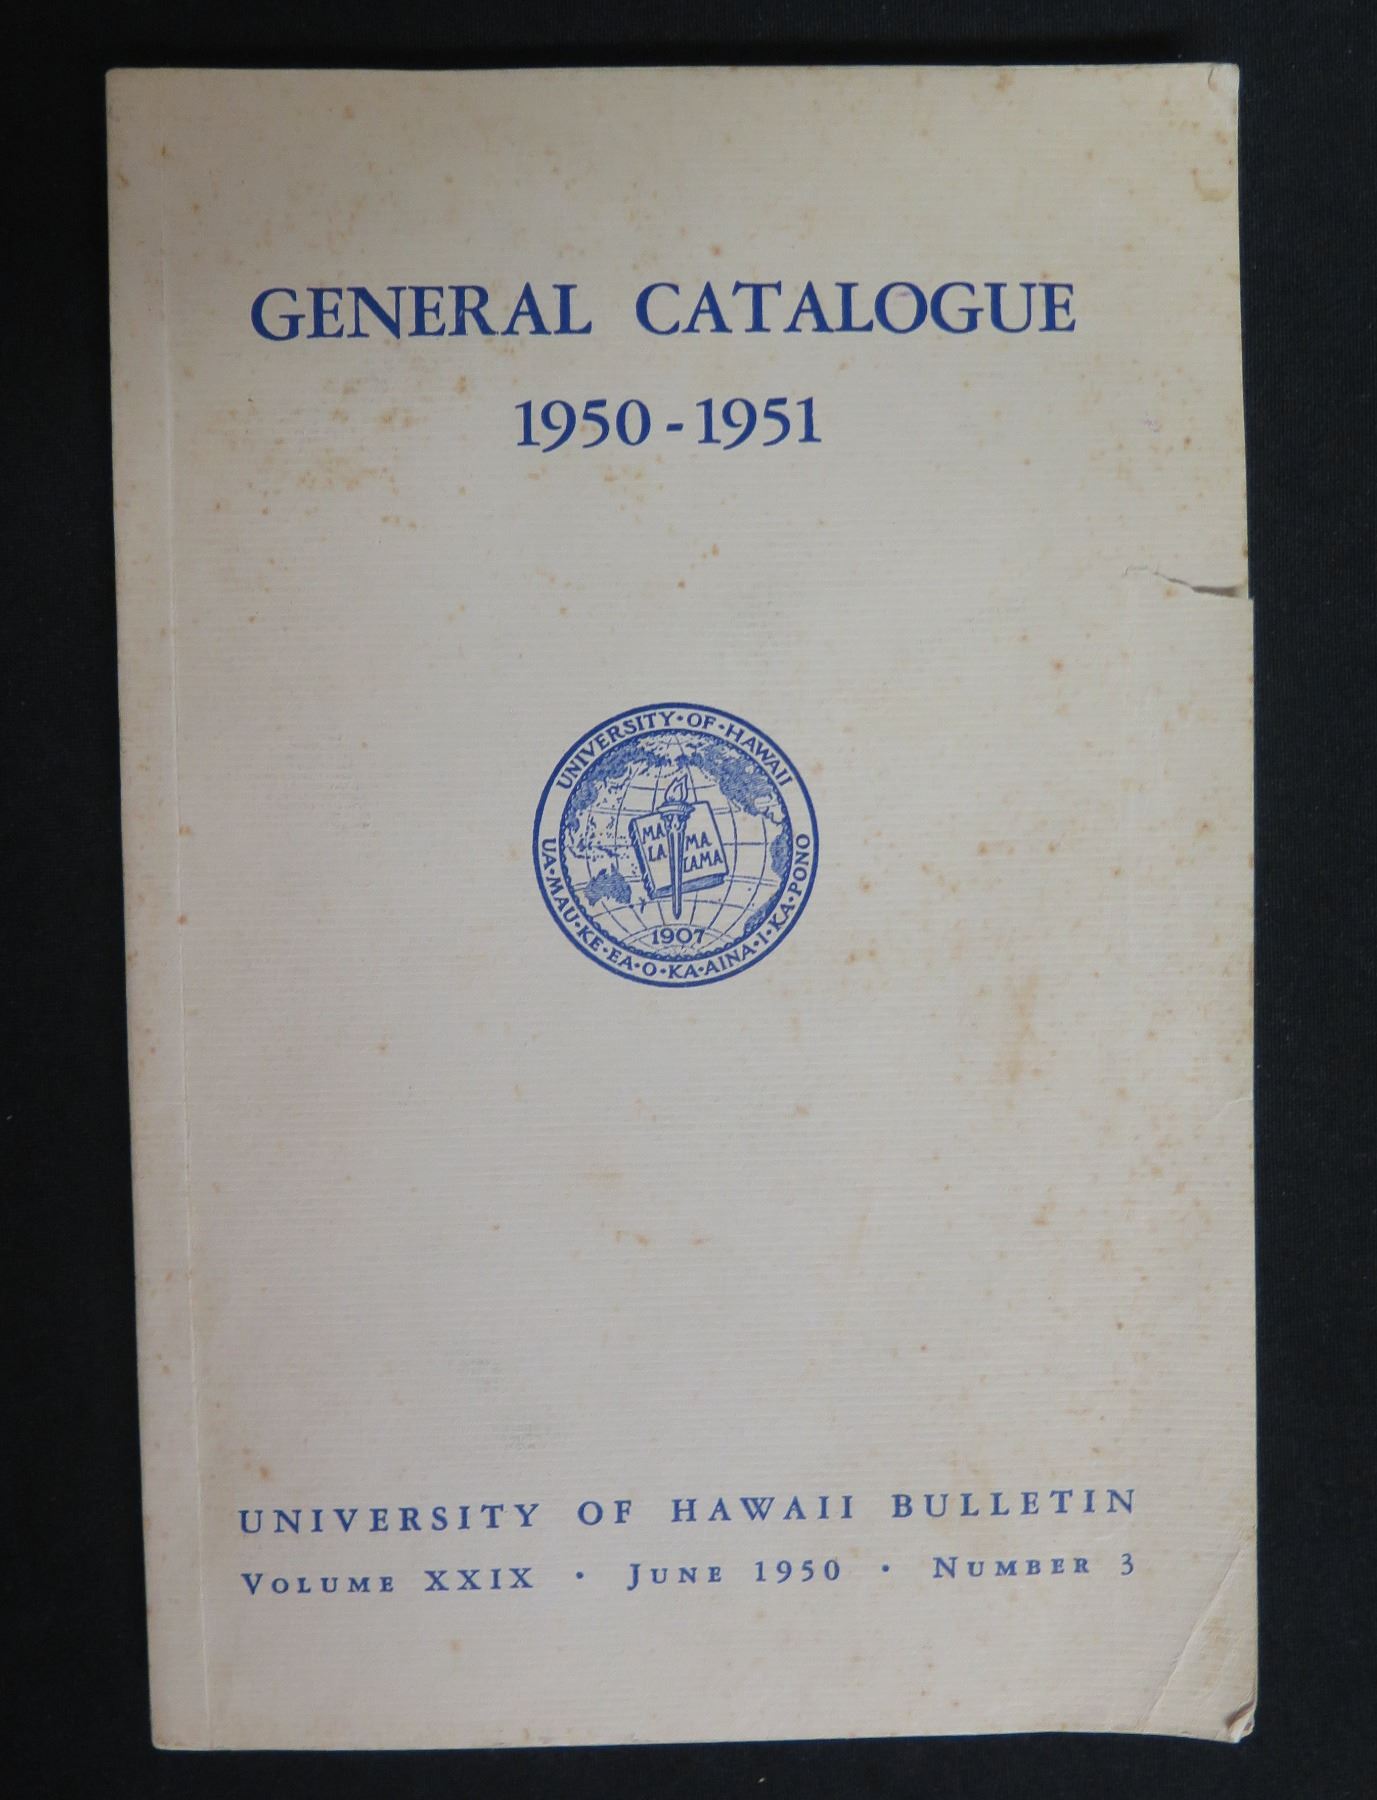 GENERAL CATALOGUE
1950-1951
UNIVERSITY·OF·HAWAII
MA
LA
MA
LAMA
1907
UA·MAU·KE·EA·O·KA·AINA·I·KA·PONO
UNIVERSITY OF HAWAII BULLETIN
VOLUME XXIX · JUNE 1950 · NUMBER 3